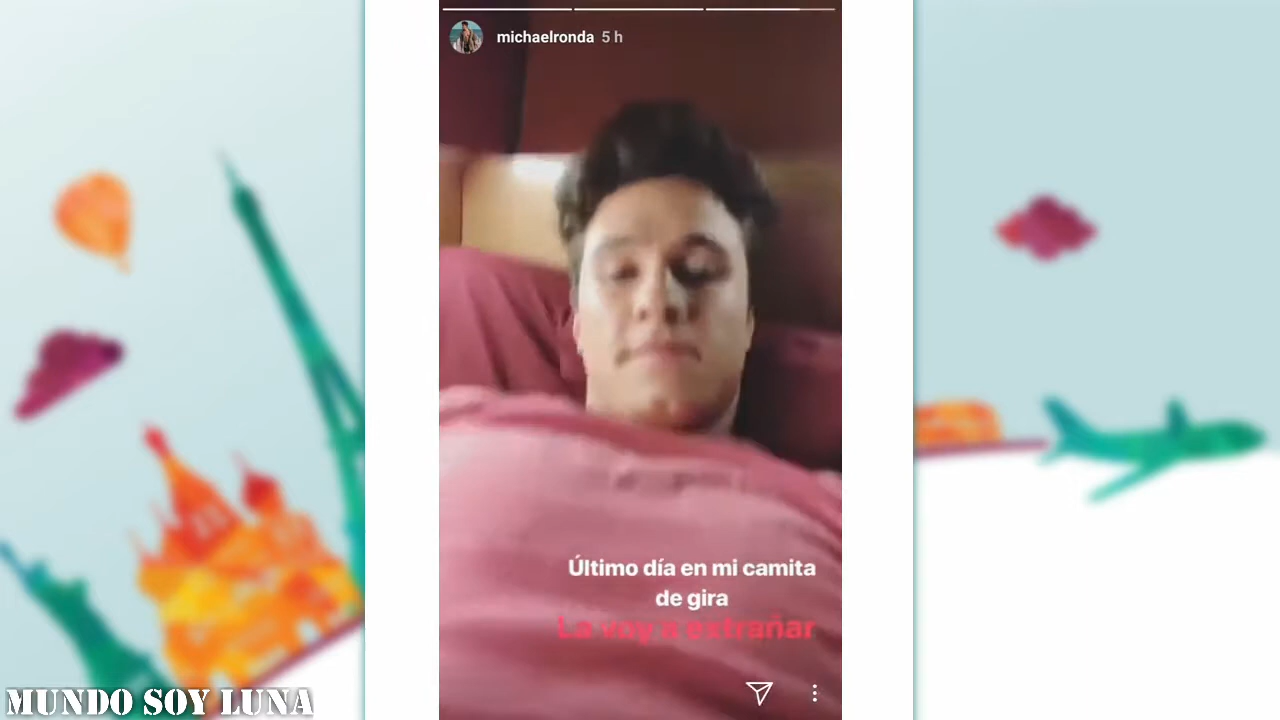 michaelronda 5 h
Último día en mi camita
de gira
La voy a extrañar
MUNDO SOY LUNA